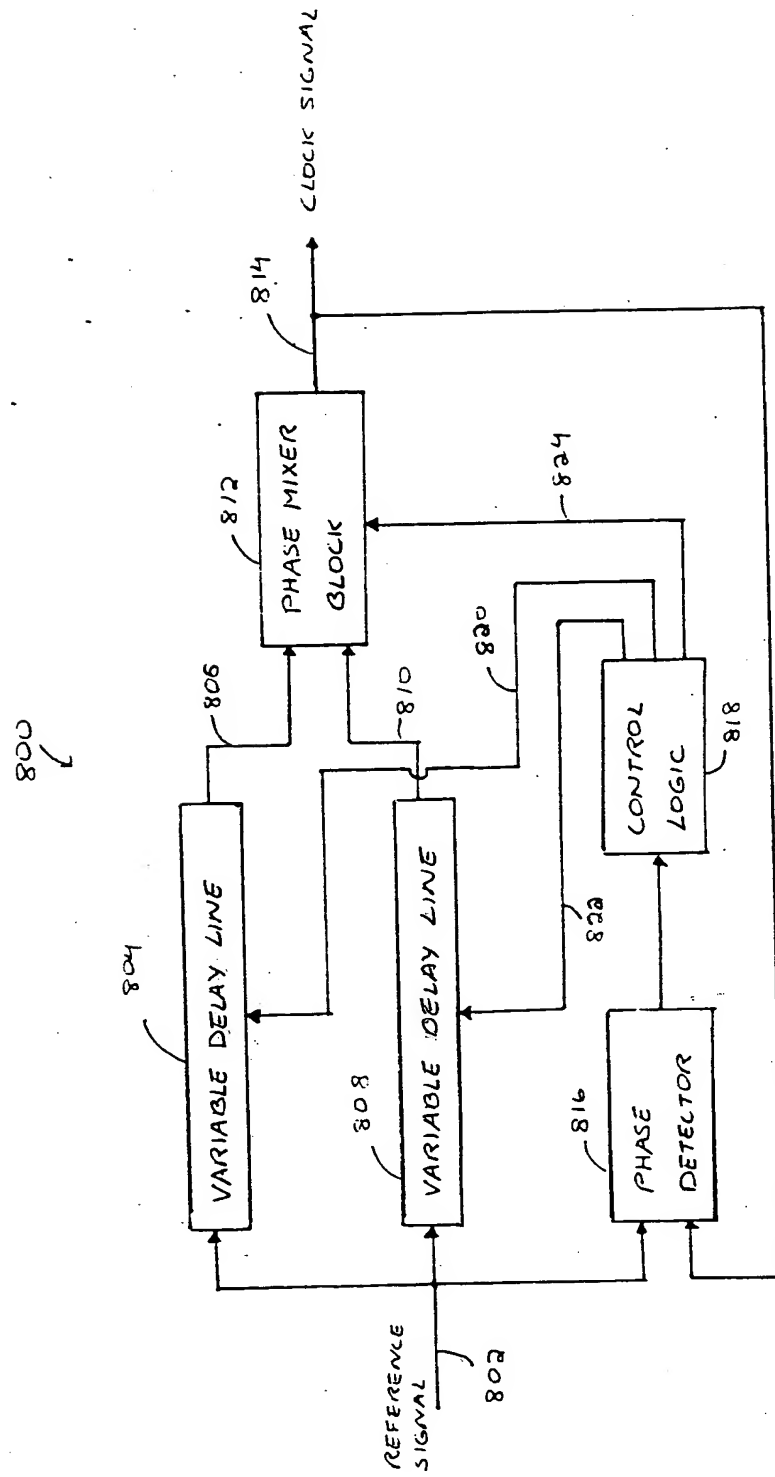 800
804
VARIABLE DELAY LINE
806
812
PHASE MIXER
BLOCK
814
CLOCK SIGNAL
REFERENCE
SIGNAL
802
808
VARIABLE DELAY LINE
810
820
822
824
816
PHASE
DETECTOR
CONTROL
LOGIC
818